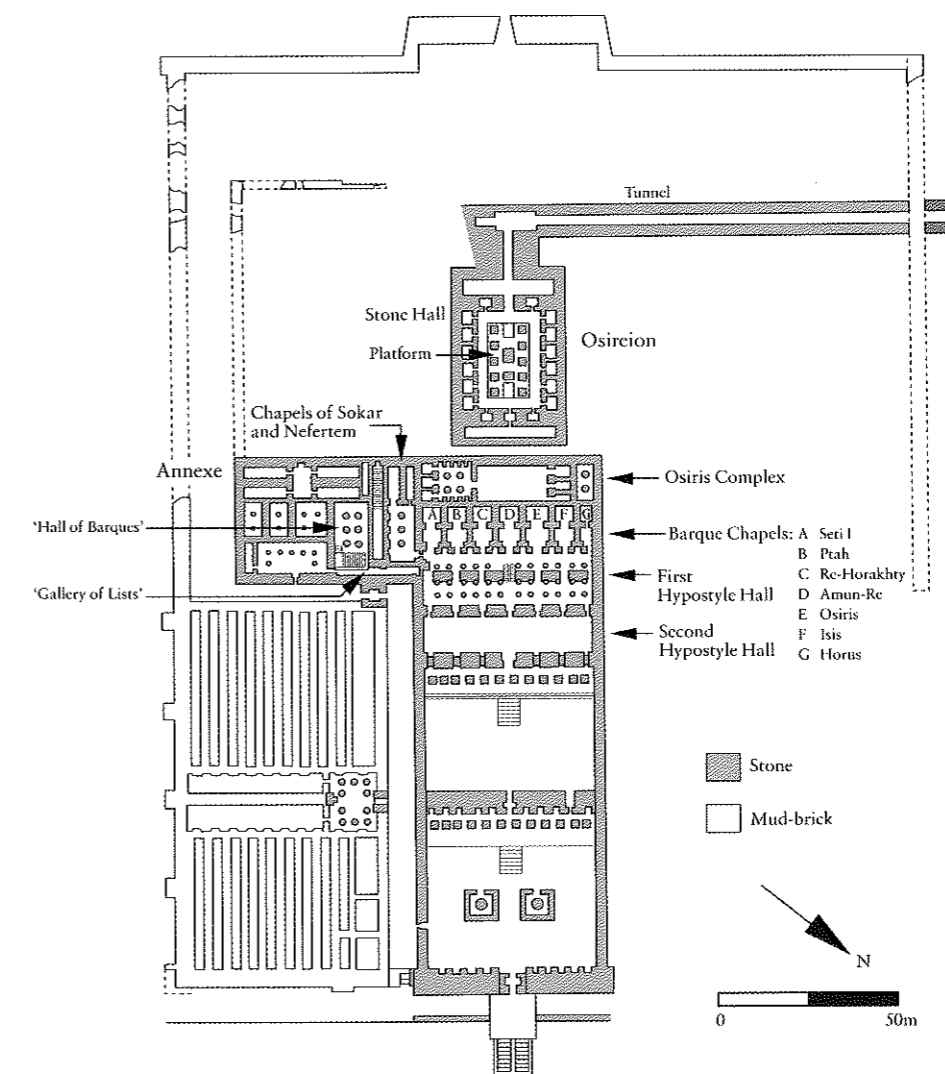 Tunnel
Stone Hall
Platform
Osireion
Chapels of Sokar
and Nefertem
Annexe
Osiris Complex
A B C D E F G
'Hall of Barques'
Barque Chapels: A Seti I
B Ptah
C Re-Horakhty
D Amun-Re
E Osiris
F Isis
G Horus
'Gallery of Lists'
First
Hypostyle Hall
Second
Hypostyle Hall
Stone
Mud-brick
N
0 50m